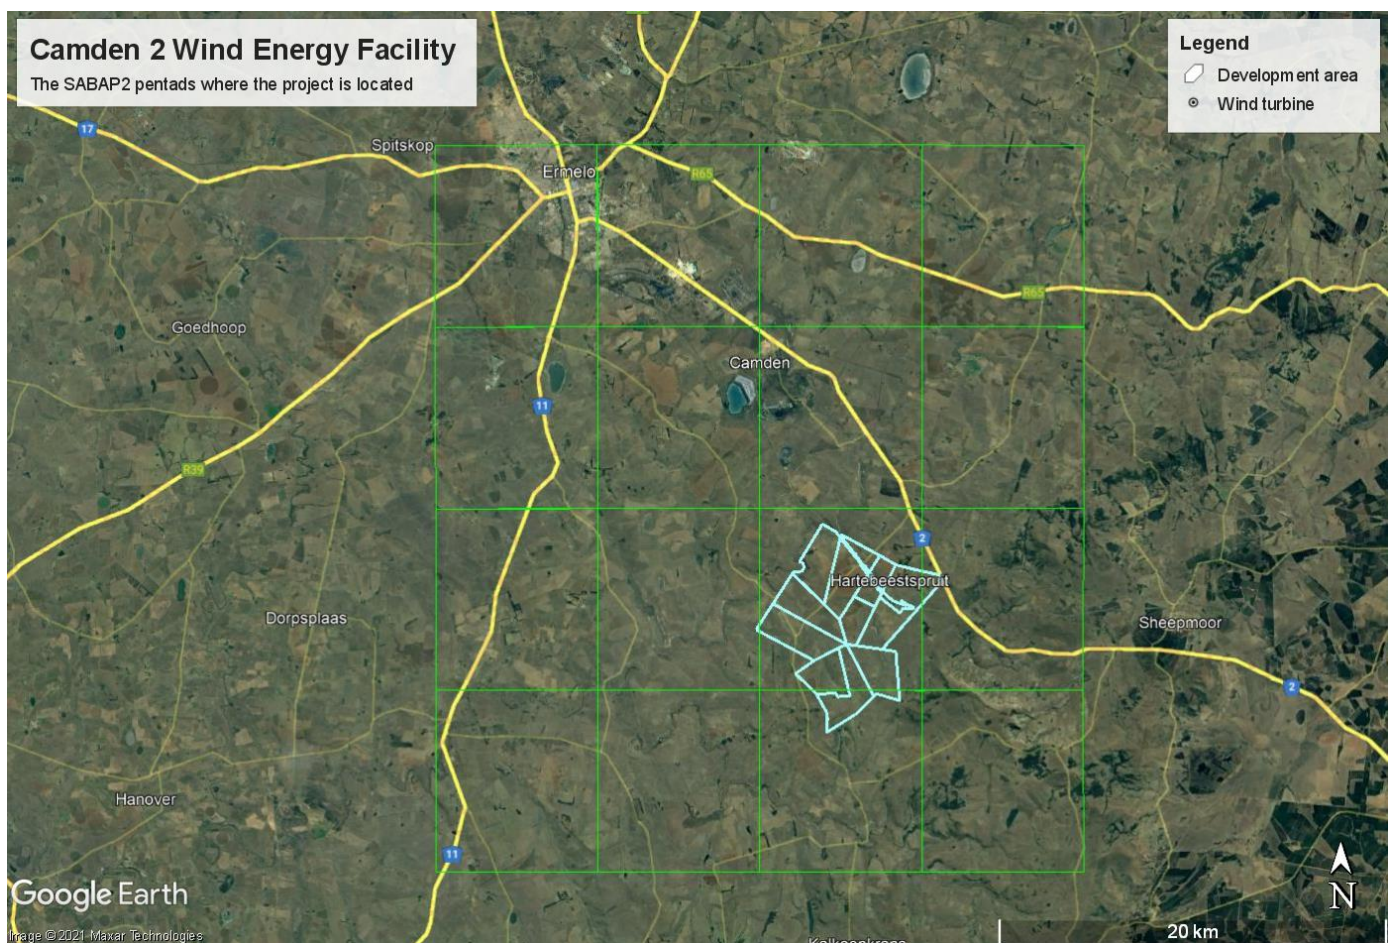 Camden 2 Wind Energy Facility
The SABAP2 pentads where the project is located
Legend
Development area
Wind turbine
17
Spitskop
Ermelo
R65
R65
Goedhoop
Camden
11
R39
2
Hartebeestspruit
Dorpsplaas
Sheepmoor
2
Hanover
11
Google Earth
N
Image © 2021 Maxar Technologies
20 km